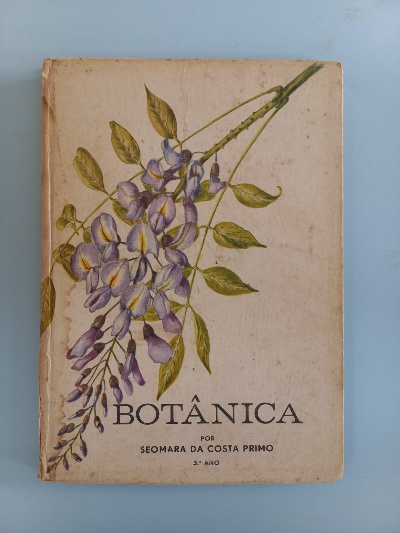 BOTÂNICA
POR
SEOMARA DA COSTA PRIMO
3.º ANO